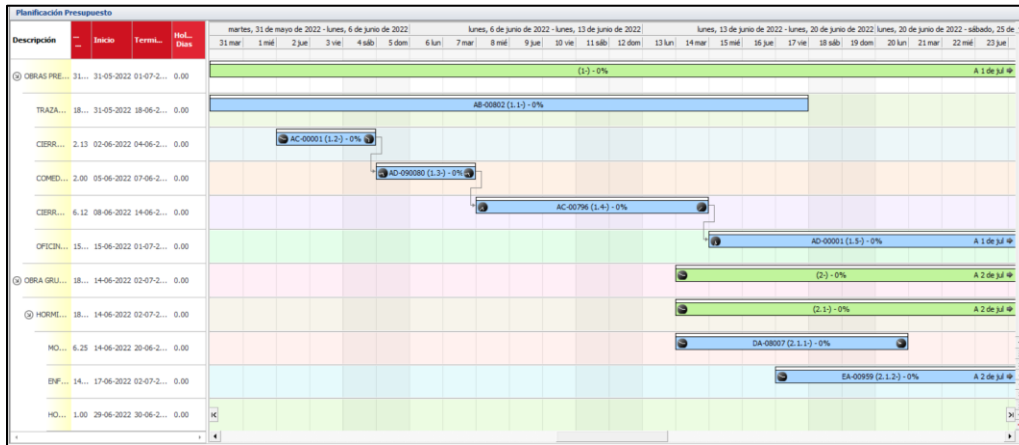 Planificación Presupuesto
Descripción ... Inicio Termi... Hol... Dias
martes, 31 de mayo de 2022 - lunes, 6 de junio de 2022 lunes, 6 de junio de 2022 - lunes, 13 de junio de 2022 lunes, 13 de junio de 2022 - lunes, 20 de junio de 2022 lunes, 20 de junio de 2022 - sábado, 25 de
31 mar 1 mié 2 jue 3 vie 4 sáb 5 dom 6 lun 7 mar 8 mié 9 jue 10 vie 11 sáb 12 dom 13 lun 14 mar 15 mié 16 jue 17 vie 18 sáb 19 dom 20 lun 21 mar 22 mié 23 jue
OBRAS PRE... 31... 31-05-2022 01-07-2... 0.00 (1-) - 0% A 1 de jul
TRAZA... 18... 31-05-2022 18-06-2... 0.00 AB-00802 (1.1-) - 0%
CIERR... 2.13 02-06-2022 04-06-2... 0.00 AC-00001 (1.2-) - 0%
COMED... 2.00 05-06-2022 07-06-2... 0.00 AD-090080 (1.3-) - 0%
CIERR... 6.12 08-06-2022 14-06-2... 0.00 AC-00796 (1.4-) - 0%
OFICIN... 15... 15-06-2022 01-07-2... 0.00 AD-00001 (1.5-) - 0% A 1 de jul
OBRA GRU... 18... 14-06-2022 02-07-2... 0.00 (2-) - 0% A 2 de jul
HORMI... 18... 14-06-2022 02-07-2... 0.00 (2.1-) - 0% A 2 de jul
MO... 6.25 14-06-2022 20-06-2... 0.00 DA-08007 (2.1.1-) - 0%
ENF... 14... 17-06-2022 02-07-2... 0.00 EA-00959 (2.1.2-) - 0% A 2 de jul
HO... 1.00 29-06-2022 30-06-2... 0.00